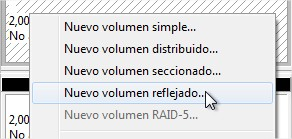 Nuevo volumen simple...
2,00
Nuevo volumen distribuido...
No
Nuevo volumen seccionado...
Nuevo volumen reflejado...
2,00
Nuevo volumen RAID-5...
No